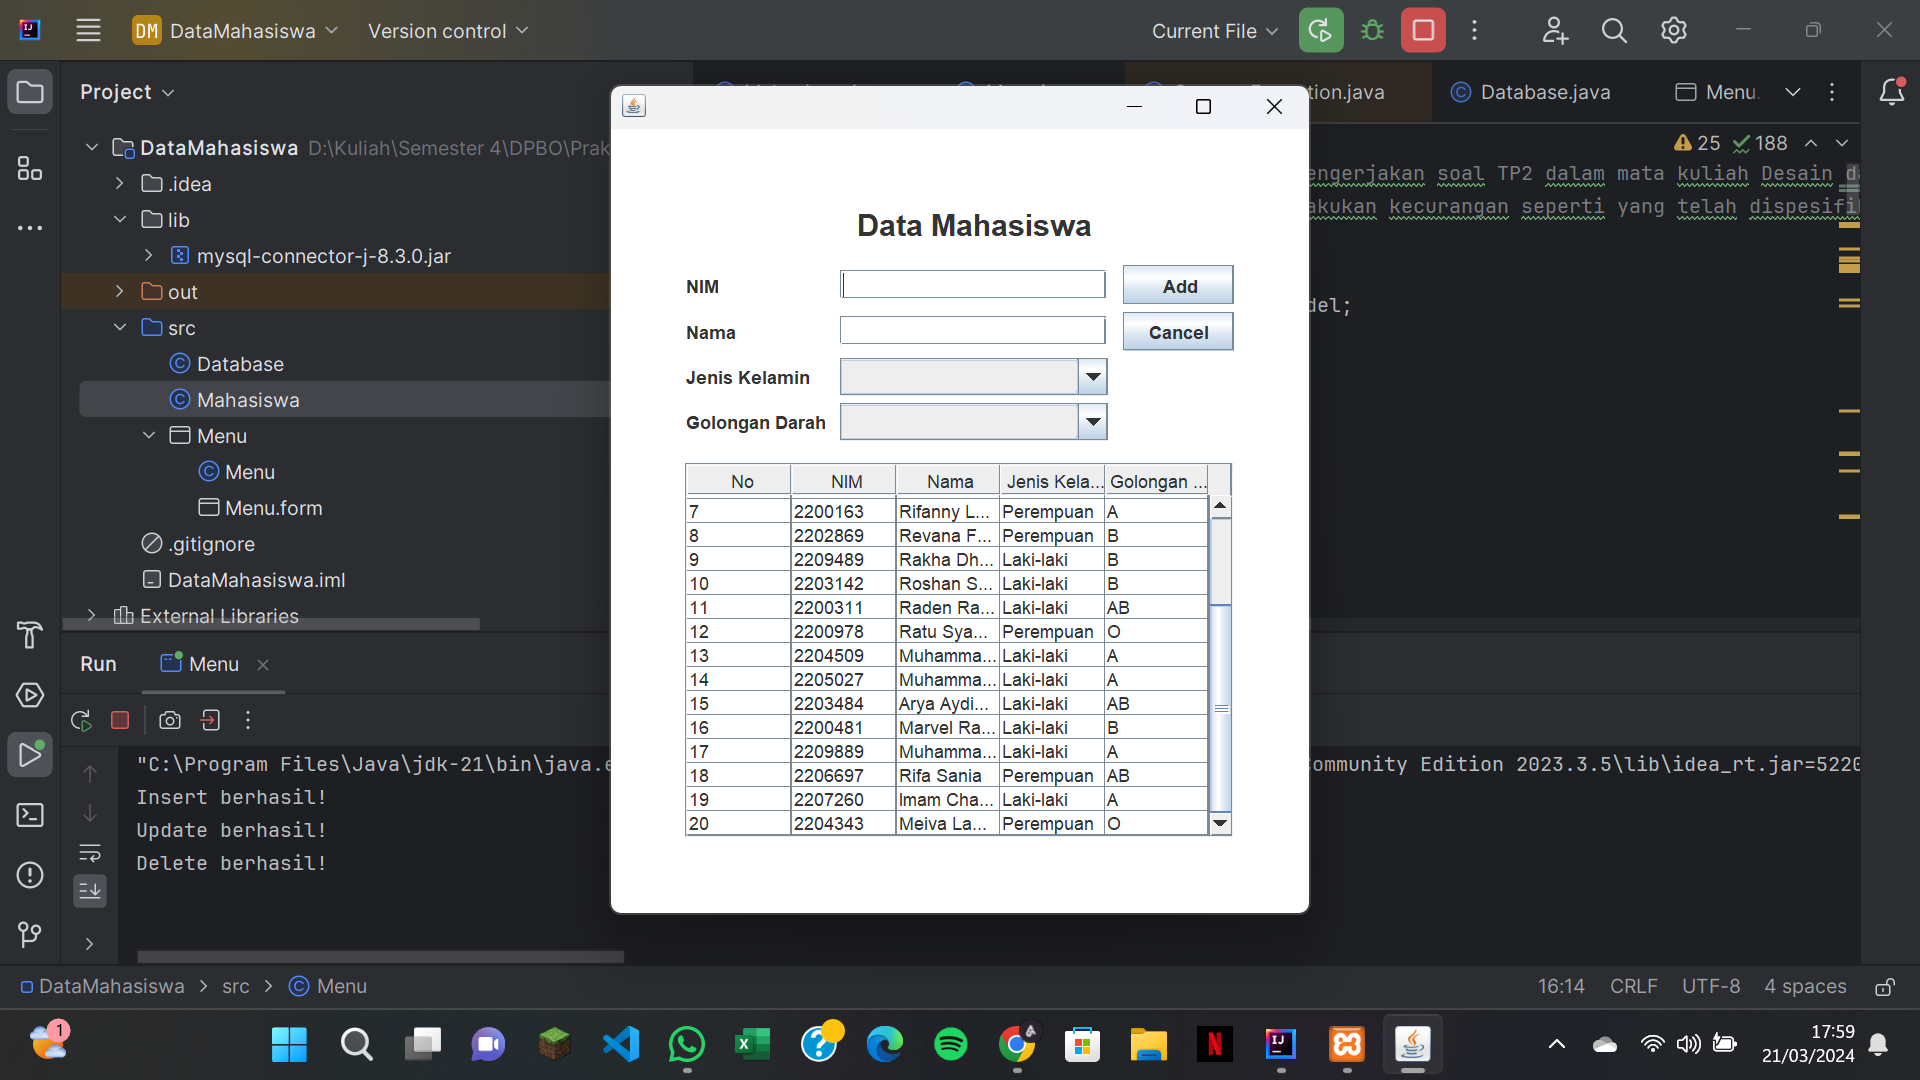 DM DataMahasiswa
Version control
Current File
Project
DataMahasiswa D:\Kuliah\Semester 4\DPBO\Prak
.idea
lib
mysql-connector-j-8.3.0.jar
out
src
Database
Mahasiswa
Menu
Menu
Menu.form
.gitignore
DataMahasiswa.iml
External Libraries
tion.java
Database.java
Menu.
25 188
engerjakan soal TP2 dalam mata kuliah Desain d
akukan kecurangan seperti yang telah dispesifi
del;
Data Mahasiswa
NIM
Add
Nama
Cancel
Jenis Kelamin
Golongan Darah
No NIM Nama Jenis Kela... Golongan ...
7 2200163 Rifanny L... Perempuan A
8 2202869 Revana F... Perempuan B
9 2209489 Rakha Dh... Laki-laki B
10 2203142 Roshan S... Laki-laki B
11 2200311 Raden Ra... Laki-laki AB
12 2200978 Ratu Sya... Perempuan O
13 2204509 Muhamma... Laki-laki A
14 2205027 Muhamma... Laki-laki A
15 2203484 Arya Aydi... Laki-laki AB
16 2200481 Marvel Ra... Laki-laki B
17 2209889 Muhamma... Laki-laki A
18 2206697 Rifa Sania Perempuan AB
19 2207260 Imam Cha... Laki-laki A
20 2204343 Meiva La... Perempuan O
Run Menu
"C:\Program Files\Java\jdk-21\bin\java.e
ommunity Edition 2023.3.5\lib\idea_rt.jar=5220
Insert berhasil!
Update berhasil!
Delete berhasil!
DataMahasiswa > src > Menu
16:14 CRLF UTF-8 4 spaces
1
17:59
21/03/2024